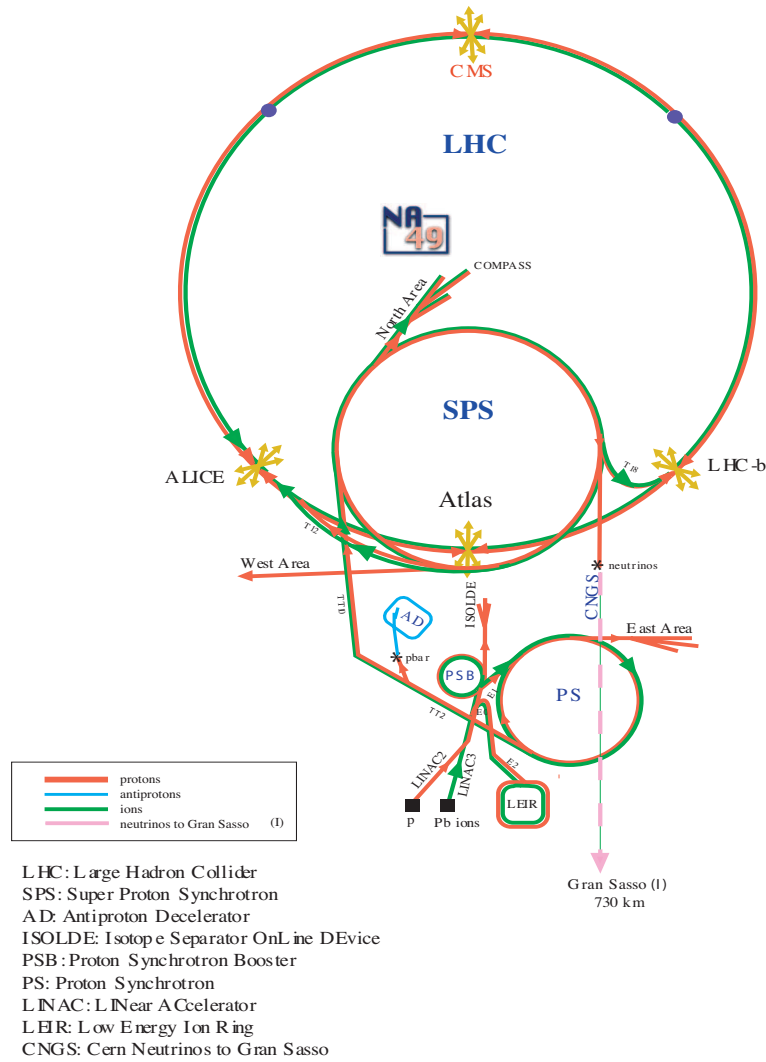 CMS
LHC
NA
49
COMPASS
North Area
SPS
ALICE
TI8
LHC-b
Atlas
TI2
West Area
neutrinos
CNGS
ISOLDE
TTD
AD
East Area
pbar
PSB
E1
PS
TT2
E0
LINAC2
LINAC3
E2
LEIR
p
Pb ions
protons
antiprotons
ions
neutrinos to Gran Sasso (I)
Gran Sasso (I)
730 km
LHC: Large Hadron Collider
SPS: Super Proton Synchrotron
AD: Antiproton Decelerator
ISOLDE: Isotope Separator OnLine DEvice
PSB: Proton Synchrotron Booster
PS: Proton Synchrotron
LINAC: LINear ACcelerator
LEIR: Low Energy Ion Ring
CNGS: Cern Neutrinos to Gran Sasso